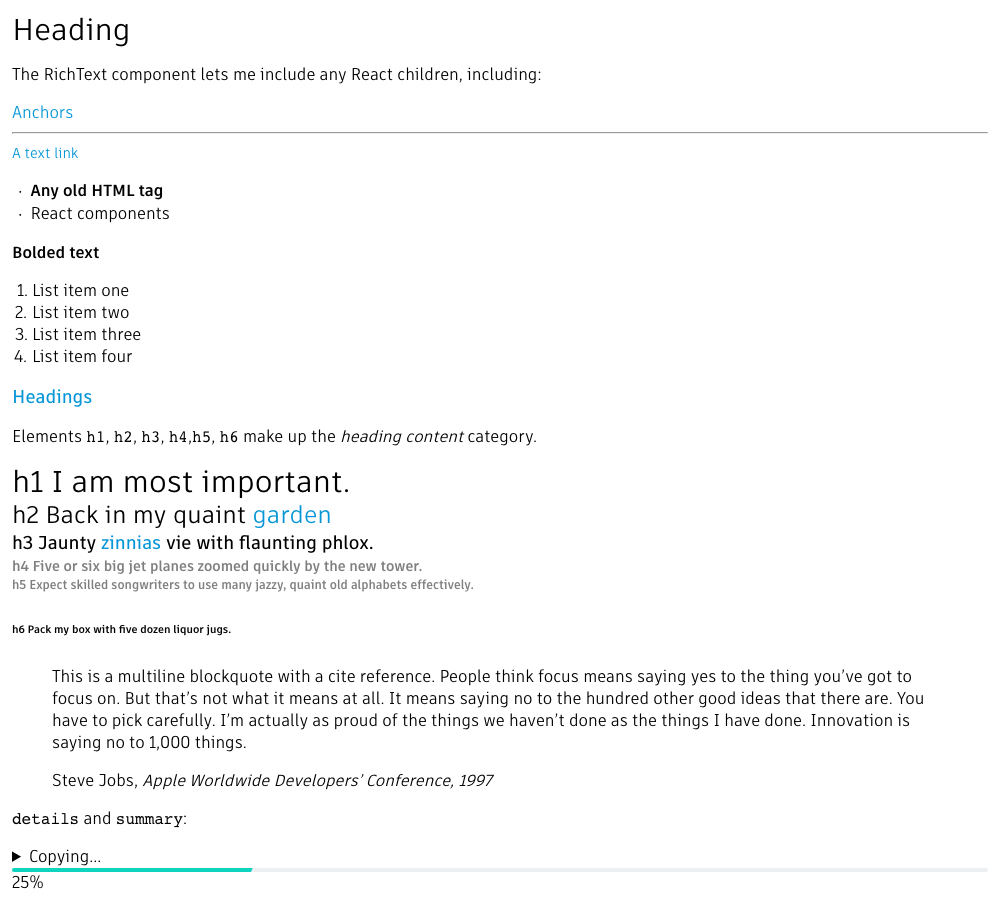 Heading
The RichText component lets me include any React children, including:
Anchors
A text link
· Any old HTML tag
· React components
Bolded text
1. List item one
2. List item two
3. List item three
4. List item four
Headings
Elements h1, h2, h3, h4,h5, h6 make up the heading content category.
h1 I am most important.
h2 Back in my quaint garden
h3 Jaunty zinnias vie with flaunting phlox.
h4 Five or six big jet planes zoomed quickly by the new tower.
h5 Expect skilled songwriters to use many jazzy, quaint old alphabets effectively.
h6 Pack my box with five dozen liquor jugs.
This is a multiline blockquote with a cite reference. People think focus means saying yes to the thing you’ve got to
focus on. But that’s not what it means at all. It means saying no to the hundred other good ideas that there are. You
have to pick carefully. I’m actually as proud of the things we haven’t done as the things I have done. Innovation is
saying no to 1,000 things.
Steve Jobs, Apple Worldwide Developers’ Conference, 1997
details and summary:
Copying...
25%